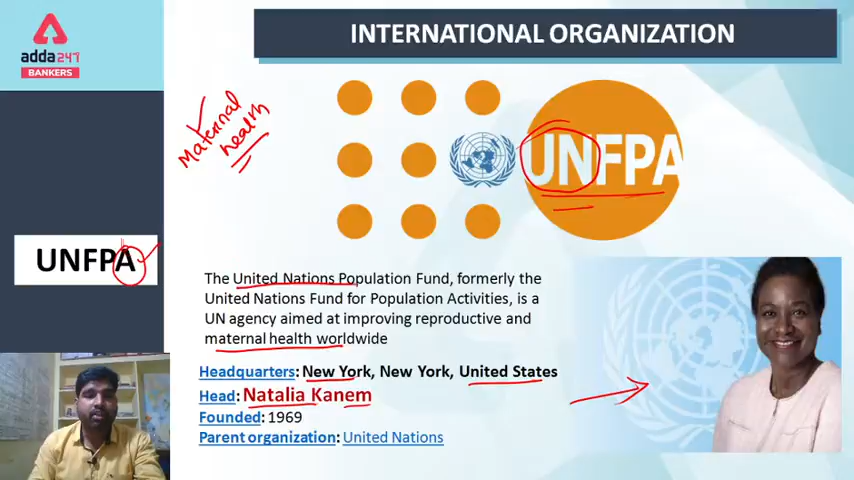 adda247
BANKERS
INTERNATIONAL ORGANIZATION
Maternal
health
UNFPA
UNFPA
The United Nations Population Fund, formerly the
United Nations Fund for Population Activities, is a
UN agency aimed at improving reproductive and
maternal health worldwide
Headquarters: New York, New York, United States
Head: Natalia Kanem
Founded: 1969
Parent organization: United Nations